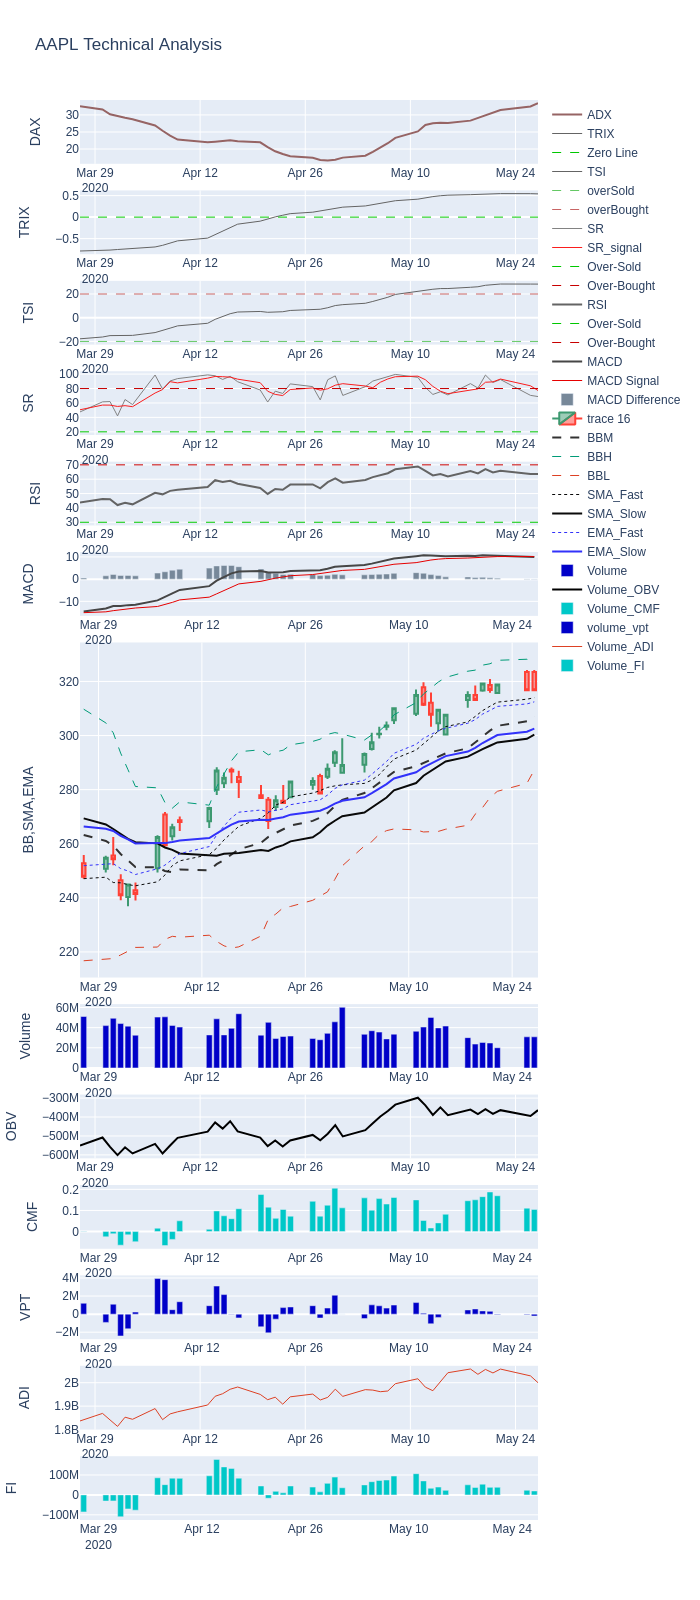 AAPL Technical Analysis
DAX
30
25
20
Mar 29
2020
Apr 12
Apr 26
May 10
May 24
TRIX
0.5
0
−0.5
Mar 29
2020
Apr 12
Apr 26
May 10
May 24
TSI
20
0
−20
Mar 29
2020
Apr 12
Apr 26
May 10
May 24
SR
100
80
60
40
20
Mar 29
2020
Apr 12
Apr 26
May 10
May 24
RSI
70
60
50
40
30
Mar 29
2020
Apr 12
Apr 26
May 10
May 24
MACD
10
0
−10
Mar 29
2020
Apr 12
Apr 26
May 10
May 24
BB,SMA,EMA
320
300
280
260
240
220
Mar 29
2020
Apr 12
Apr 26
May 10
May 24
Volume
60M
40M
20M
0
Mar 29
2020
Apr 12
Apr 26
May 10
May 24
OBV
−300M
−400M
−500M
−600M
Mar 29
2020
Apr 12
Apr 26
May 10
May 24
CMF
0.2
0.1
0
Mar 29
2020
Apr 12
Apr 26
May 10
May 24
VPT
4M
2M
0
−2M
Mar 29
2020
Apr 12
Apr 26
May 10
May 24
ADI
2B
1.9B
1.8B
Mar 29
2020
Apr 12
Apr 26
May 10
May 24
FI
100M
0
−100M
Mar 29
2020
Apr 12
Apr 26
May 10
May 24
ADX
TRIX
Zero Line
TSI
overSold
overBought
SR
SR_signal
Over-Sold
Over-Bought
RSI
Over-Sold
Over-Bought
MACD
MACD Signal
MACD Difference
trace 16
BBM
BBH
BBL
SMA_Fast
SMA_Slow
EMA_Fast
EMA_Slow
Volume
Volume_OBV
Volume_CMF
volume_vpt
Volume_ADI
Volume_FI